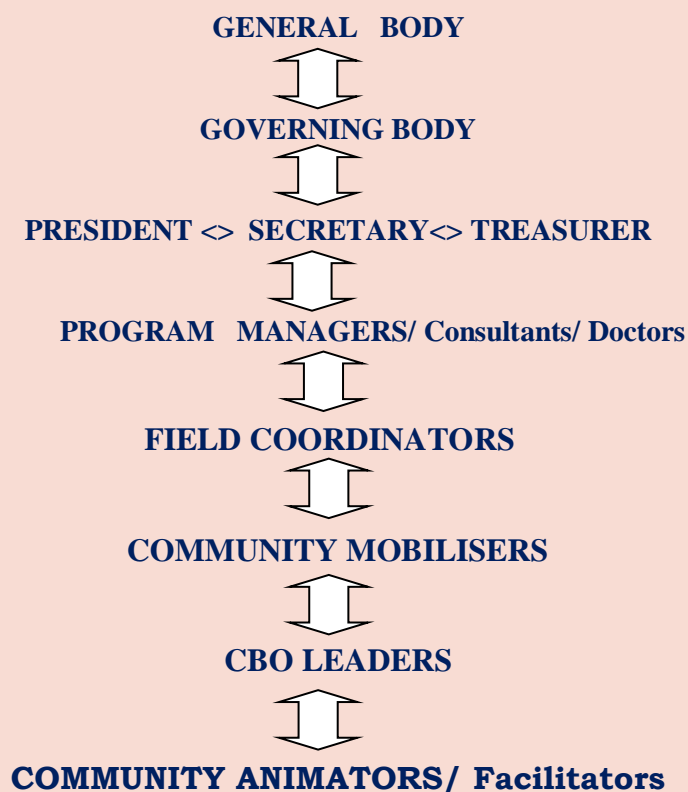 GENERAL BODY
GOVERNING BODY
PRESIDENT <> SECRETARY<> TREASURER
PROGRAM MANAGERS/ Consultants/ Doctors
FIELD COORDINATORS
COMMUNITY MOBILISERS
CBO LEADERS
COMMUNITY ANIMATORS/ Facilitators